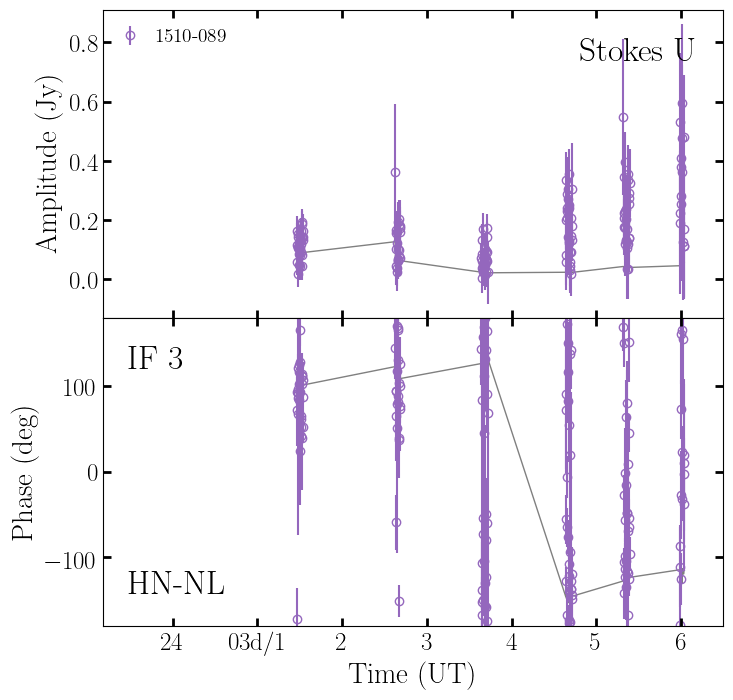 1510-089
Stokes U
0.8
0.6
0.4
0.2
0.0
Amplitude (Jy)
IF 3
100
0
−100
Phase (deg)
HN-NL
24 03d/1 2 3 4 5 6
Time (UT)